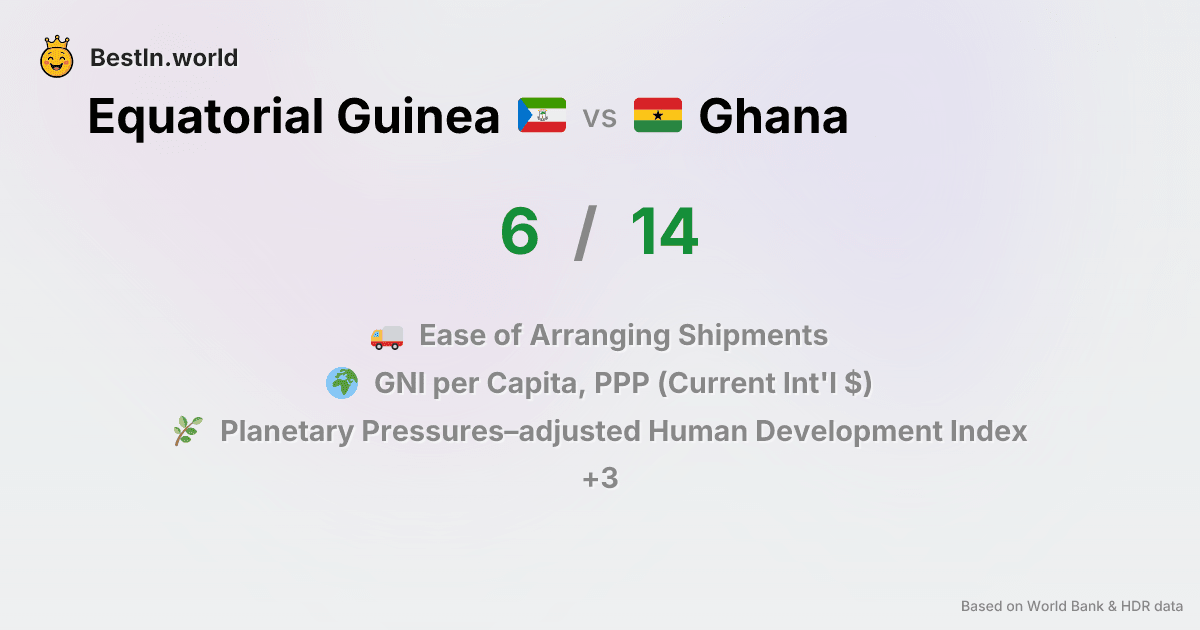 BestIn.world
Equatorial Guinea vs Ghana
6 / 14
Ease of Arranging Shipments
GNI per Capita, PPP (Current Int'l $)
Planetary Pressures–adjusted Human Development Index
+3
Based on World Bank & HDR data